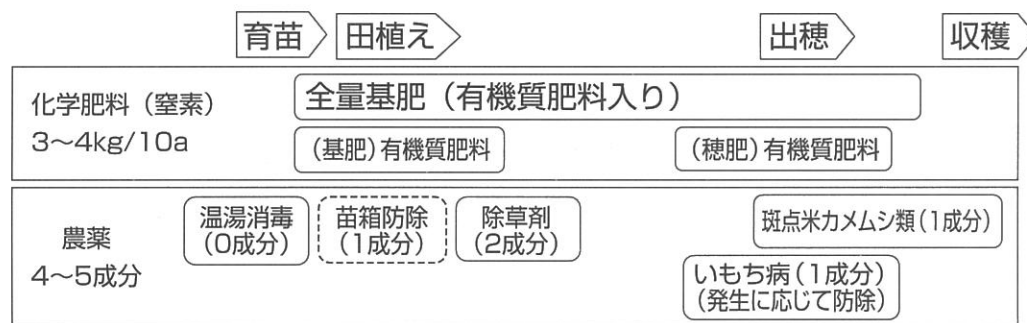 育苗 田植え 出穂 収穫
化学肥料（窒素）
3～4kg/10a
全量基肥（有機質肥料入り）
（基肥）有機質肥料
（穂肥）有機質肥料
農薬
4～5成分
温湯消毒
（0成分）
苗箱防除
（1成分）
除草剤
（2成分）
斑点米カメムシ類（1成分）
いもち病（1成分）
（発生に応じて防除）